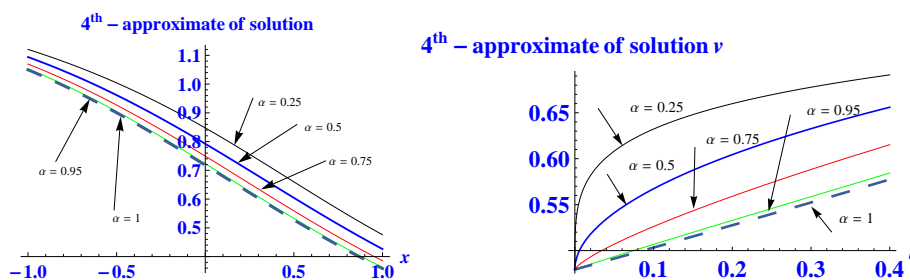 4th − approximate of solution
1.1
1.0
0.9
0.8
0.7
0.6
0.5
α = 0.25
α = 0.5
α = 0.75
α = 0.95
α = 1
−1.0
−0.5
0.5
1.0
x
4th − approximate of solution v
0.65
0.60
0.55
α = 0.25
α = 0.95
α = 0.75
α = 0.5
α = 1
0.1
0.2
0.3
0.4